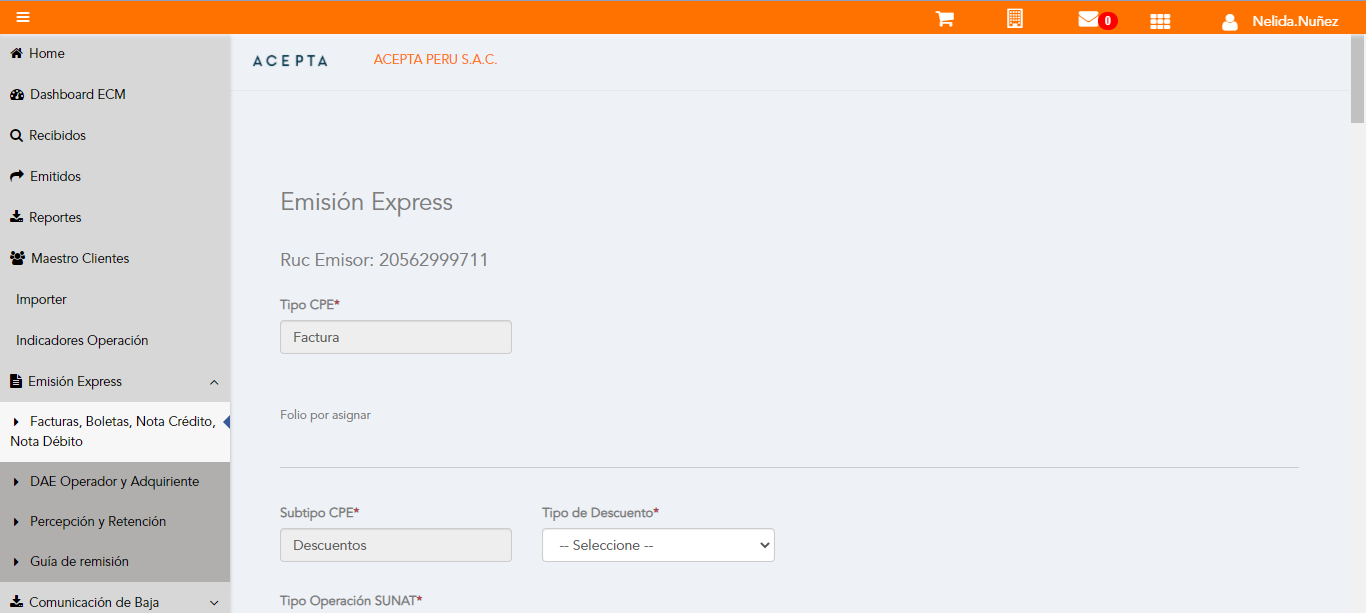 0
Nelida.Nuñez
Home
Dashboard ECM
Recibidos
Emitidos
Reportes
Maestro Clientes
Importer
Indicadores Operación
Emisión Express
Facturas, Boletas, Nota Crédito,
Nota Débito
DAE Operador y Adquiriente
Percepción y Retención
Guía de remisión
Comunicación de Baja
ACEPTA
ACEPTA PERU S.A.C.
Emisión Express
Ruc Emisor: 20562999711
Tipo CPE*
Factura
Folio por asignar
Subtipo CPE*
Tipo de Descuento*
Descuentos
-- Seleccione --
Tipo Operación SUNAT*